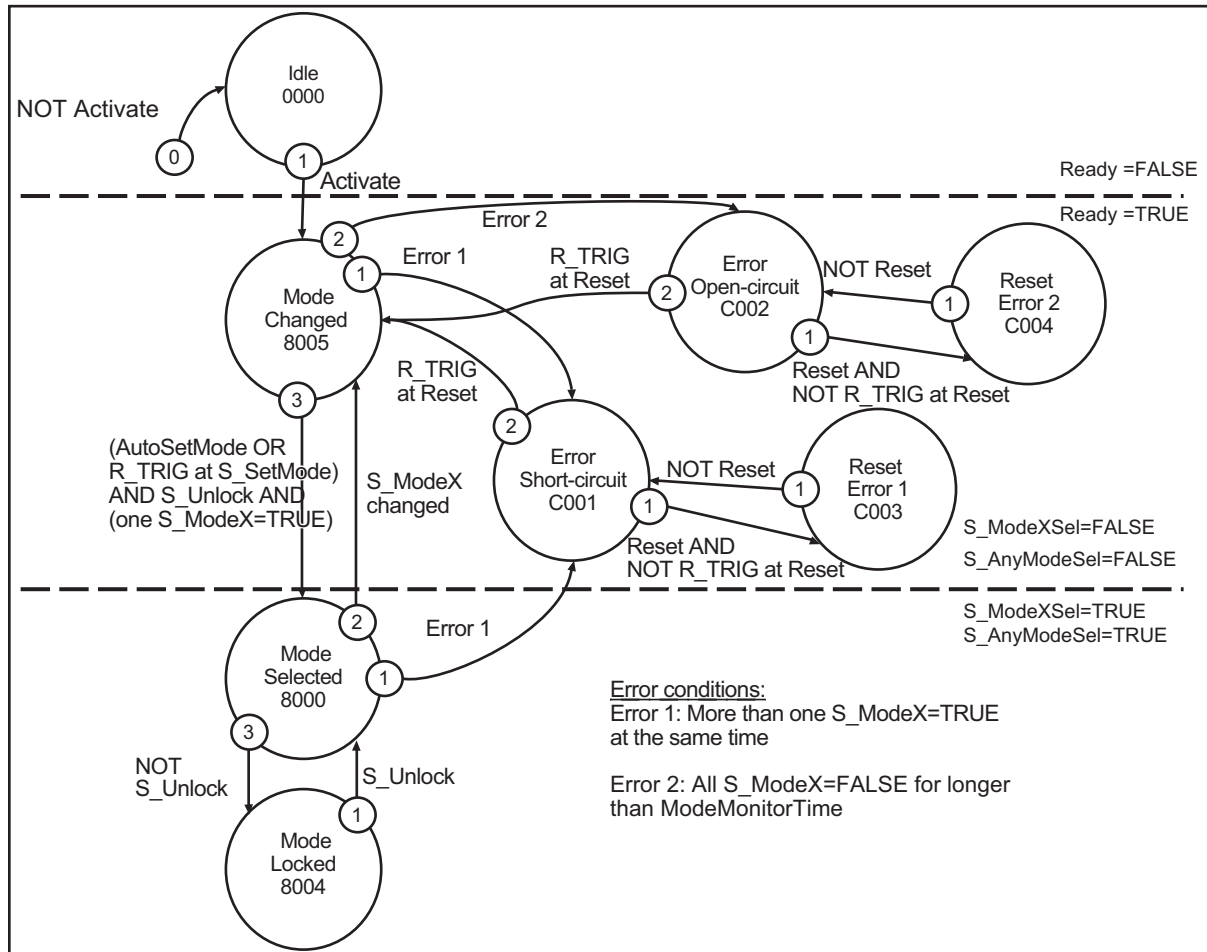 Idle
0000
NOT Activate
0
1
Activate
Ready =FALSE
Ready =TRUE
2
Error 2
1
Error 1
Mode
Changed
8005
3
R_TRIG
at Reset
2
Error
Open-circuit
C002
1
NOT Reset
1
Reset
Error 2
C004
Reset AND
NOT R_TRIG at Reset
R_TRIG
at Reset
2
Error
Short-circuit
C001
1
NOT Reset
1
Reset
Error 1
C003
Reset AND
NOT R_TRIG at Reset
(AutoSetMode OR
R_TRIG at S_SetMode)
AND S_Unlock AND
(one S_ModeX=TRUE)
S_ModeX
changed
S_ModeXSel=FALSE
S_AnyModeSel=FALSE
S_ModeXSel=TRUE
S_AnyModeSel=TRUE
2
Error 1
1
Mode
Selected
8000
3
NOT
S_Unlock
S_Unlock
1
Mode
Locked
8004
Error conditions:
Error 1: More than one S_ModeX=TRUE
at the same time
Error 2: All S_ModeX=FALSE for longer
than ModeMonitorTime